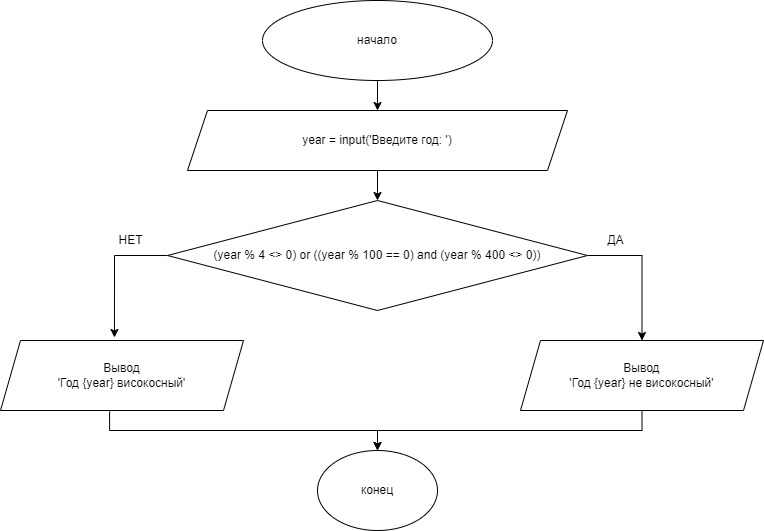 начало
year = input('Введите год: ')
НЕТ
ДА
(year % 4 <> 0) or ((year % 100 == 0) and (year % 400 <> 0))
Вывод
'Год {year} високосный'
Вывод
'Год {year} не високосный'
конец